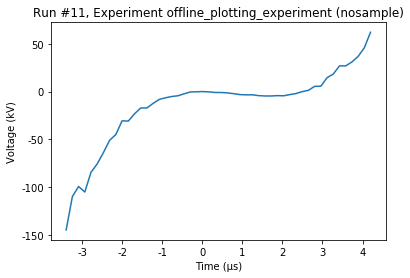 Run #11, Experiment offline_plotting_experiment (nosample)
50
0
-50
-100
-150
Voltage (kV)
-3 -2 -1 0 1 2 3 4
Time (μs)